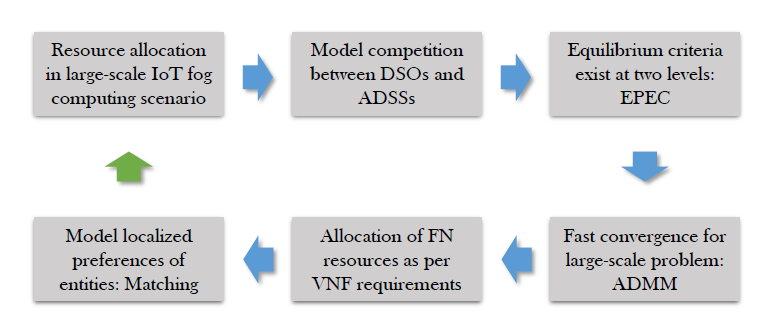 Resource allocation
in large-scale IoT fog
computing scenario
Model competition
between DSOs and
ADSSs
Equilibrium criteria
exist at two levels:
EPEC
Fast convergence for
large-scale problem:
ADMM
Allocation of FN
resources as per
VNF requirements
Model localized
preferences of
entities: Matching